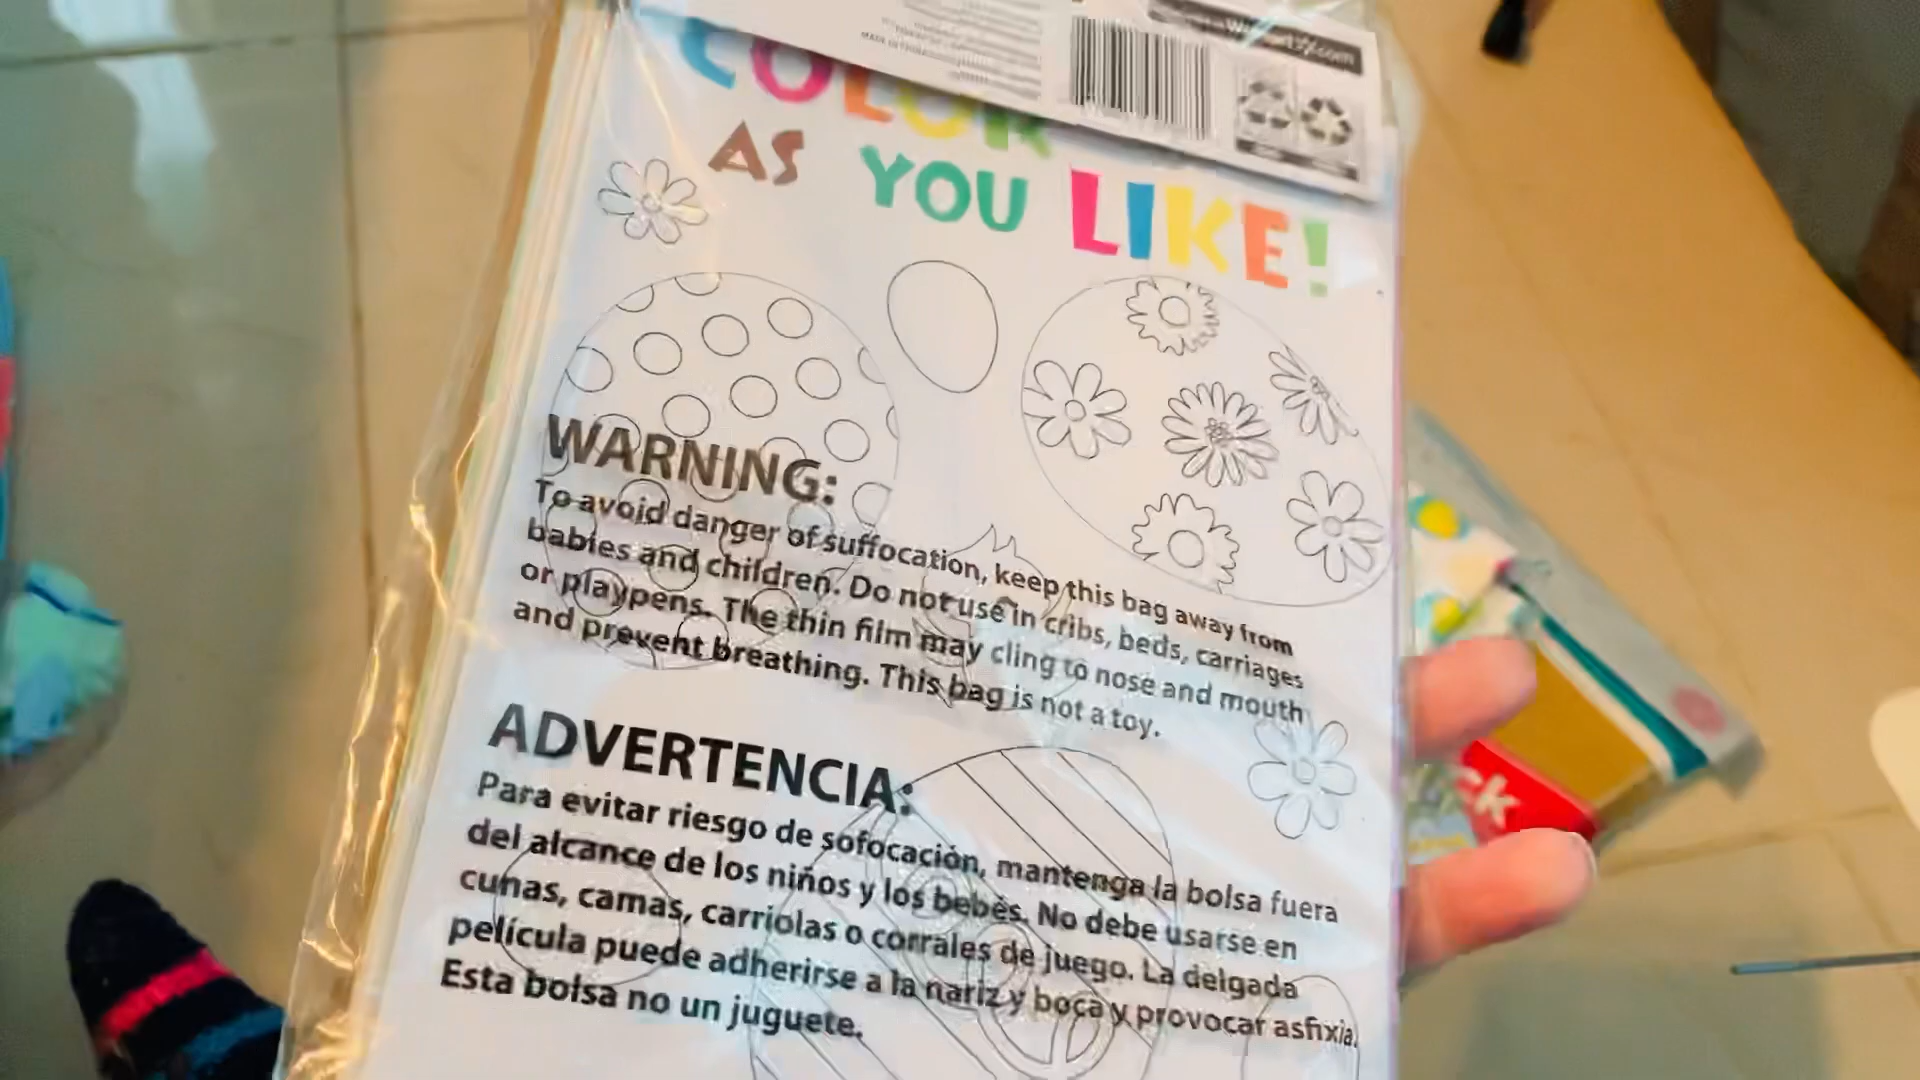 COLOR
AS YOU LIKE!
WARNING:
To avoid danger of suffocation, keep this bag away from
babies and children. Do not use in cribs, beds, carriages
or playpens. The thin film may cling to nose and mouth
and prevent breathing. This bag is not a toy.
ADVERTENCIA:
Para evitar riesgo de sofocación, mantenga la bolsa fuera
del alcance de los niños y los bebés. No debe usarse en
cunas, camas, carriolas o corrales de juego. La delgada
película puede adherirse a la nariz y boca y provocar asfixia.
Esta bolsa no un juguete.